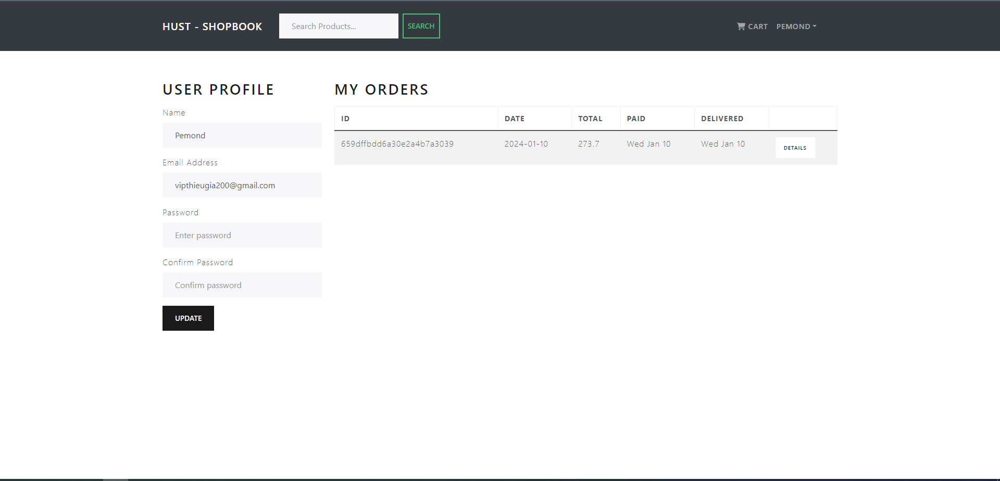 HUST - SHOPBOOK
Search Products...
SEARCH
CART
PEMOND
USER PROFILE
Name
Pemond
Email Address
vipthieugia200@gmail.com
Password
Enter password
Confirm Password
Confirm password
UPDATE
MY ORDERS
ID DATE TOTAL PAID DELIVERED
659dffbdd6a30e2a4b7a3039 2024-01-10 273.7 Wed Jan 10 Wed Jan 10 DETAILS